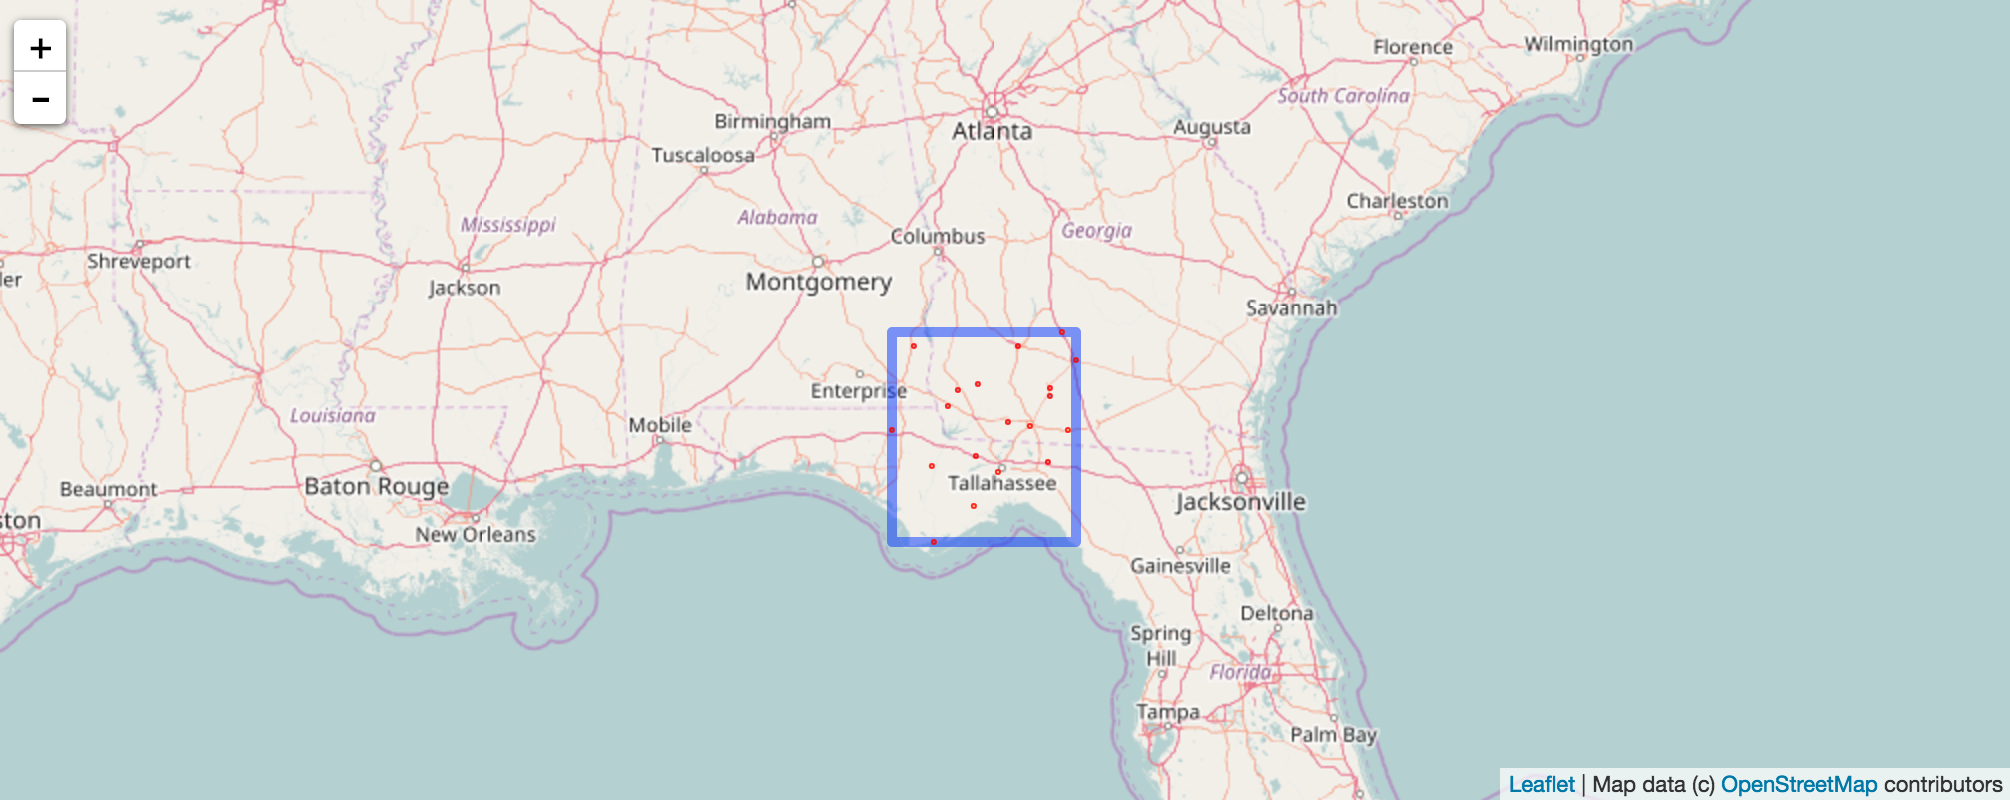 +
-
Florence
Wilmington
South Carolina
Birmingham
Atlanta
Augusta
Tuscaloosa
Charleston
Mississippi
Alabama
Columbus
Georgia
Shreveport
ler
Jackson
Montgomery
Savannah
Enterprise
Louisiana
Mobile
Beaumont
Baton Rouge
Tallahassee
Jacksonville
ston
New Orleans
Gainesville
Deltona
Spring
Hill
Florida
Tampa
Palm Bay
Leaflet | Map data (c) OpenStreetMap contributors